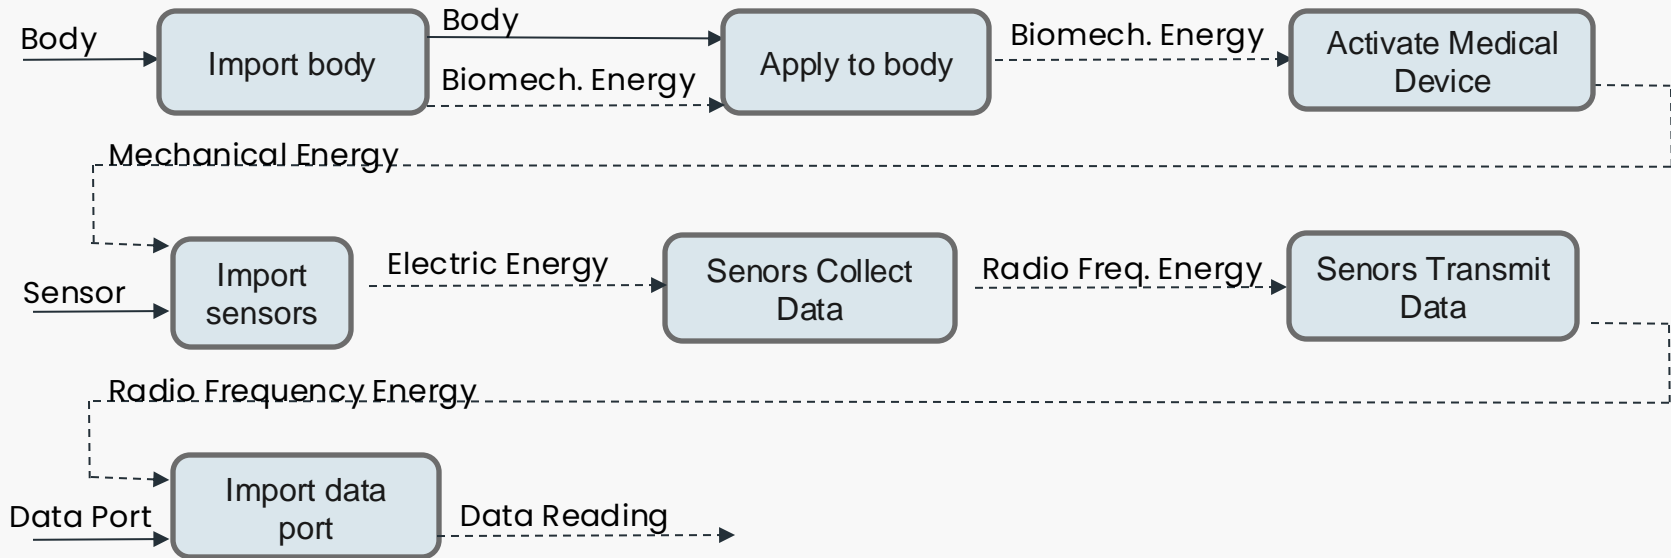 Body
Import body
Body
Biomech. Energy
Apply to body
Biomech. Energy
Activate Medical
Device
Mechanical Energy
Sensor
Import
sensors
Electric Energy
Senors Collect
Data
Radio Freq. Energy
Senors Transmit
Data
Radio Frequency Energy
Data Port
Import data
port
Data Reading